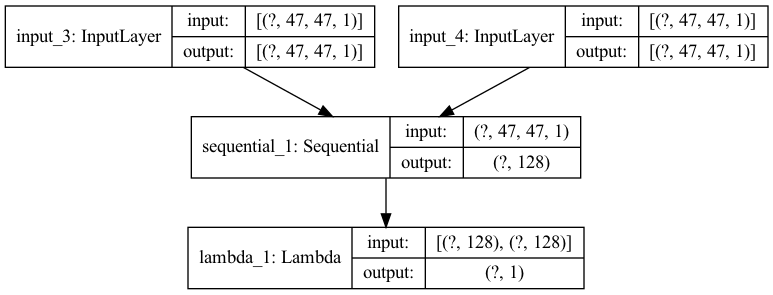 input_3: InputLayer
input: [(?, 47, 47, 1)]
output: [(?, 47, 47, 1)]
input_4: InputLayer
input: [(?, 47, 47, 1)]
output: [(?, 47, 47, 1)]
sequential_1: Sequential
input: (?, 47, 47, 1)
output: (?, 128)
lambda_1: Lambda
input: [(?, 128), (?, 128)]
output: (?, 1)